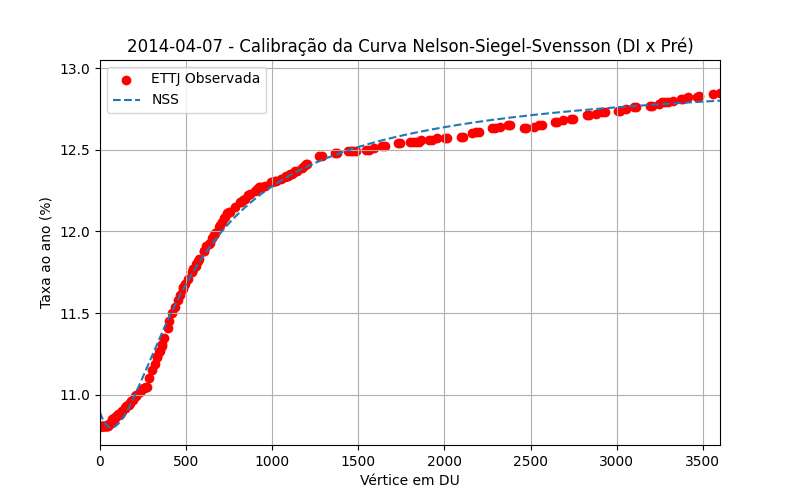 2014-04-07 - Calibração da Curva Nelson-Siegel-Svensson (DI x Pré)
13.0
12.5
12.0
11.5
11.0
Taxa ao ano (%)
ETTJ Observada
NSS
0 500 1000 1500 2000 2500 3000 3500
Vértice em DU